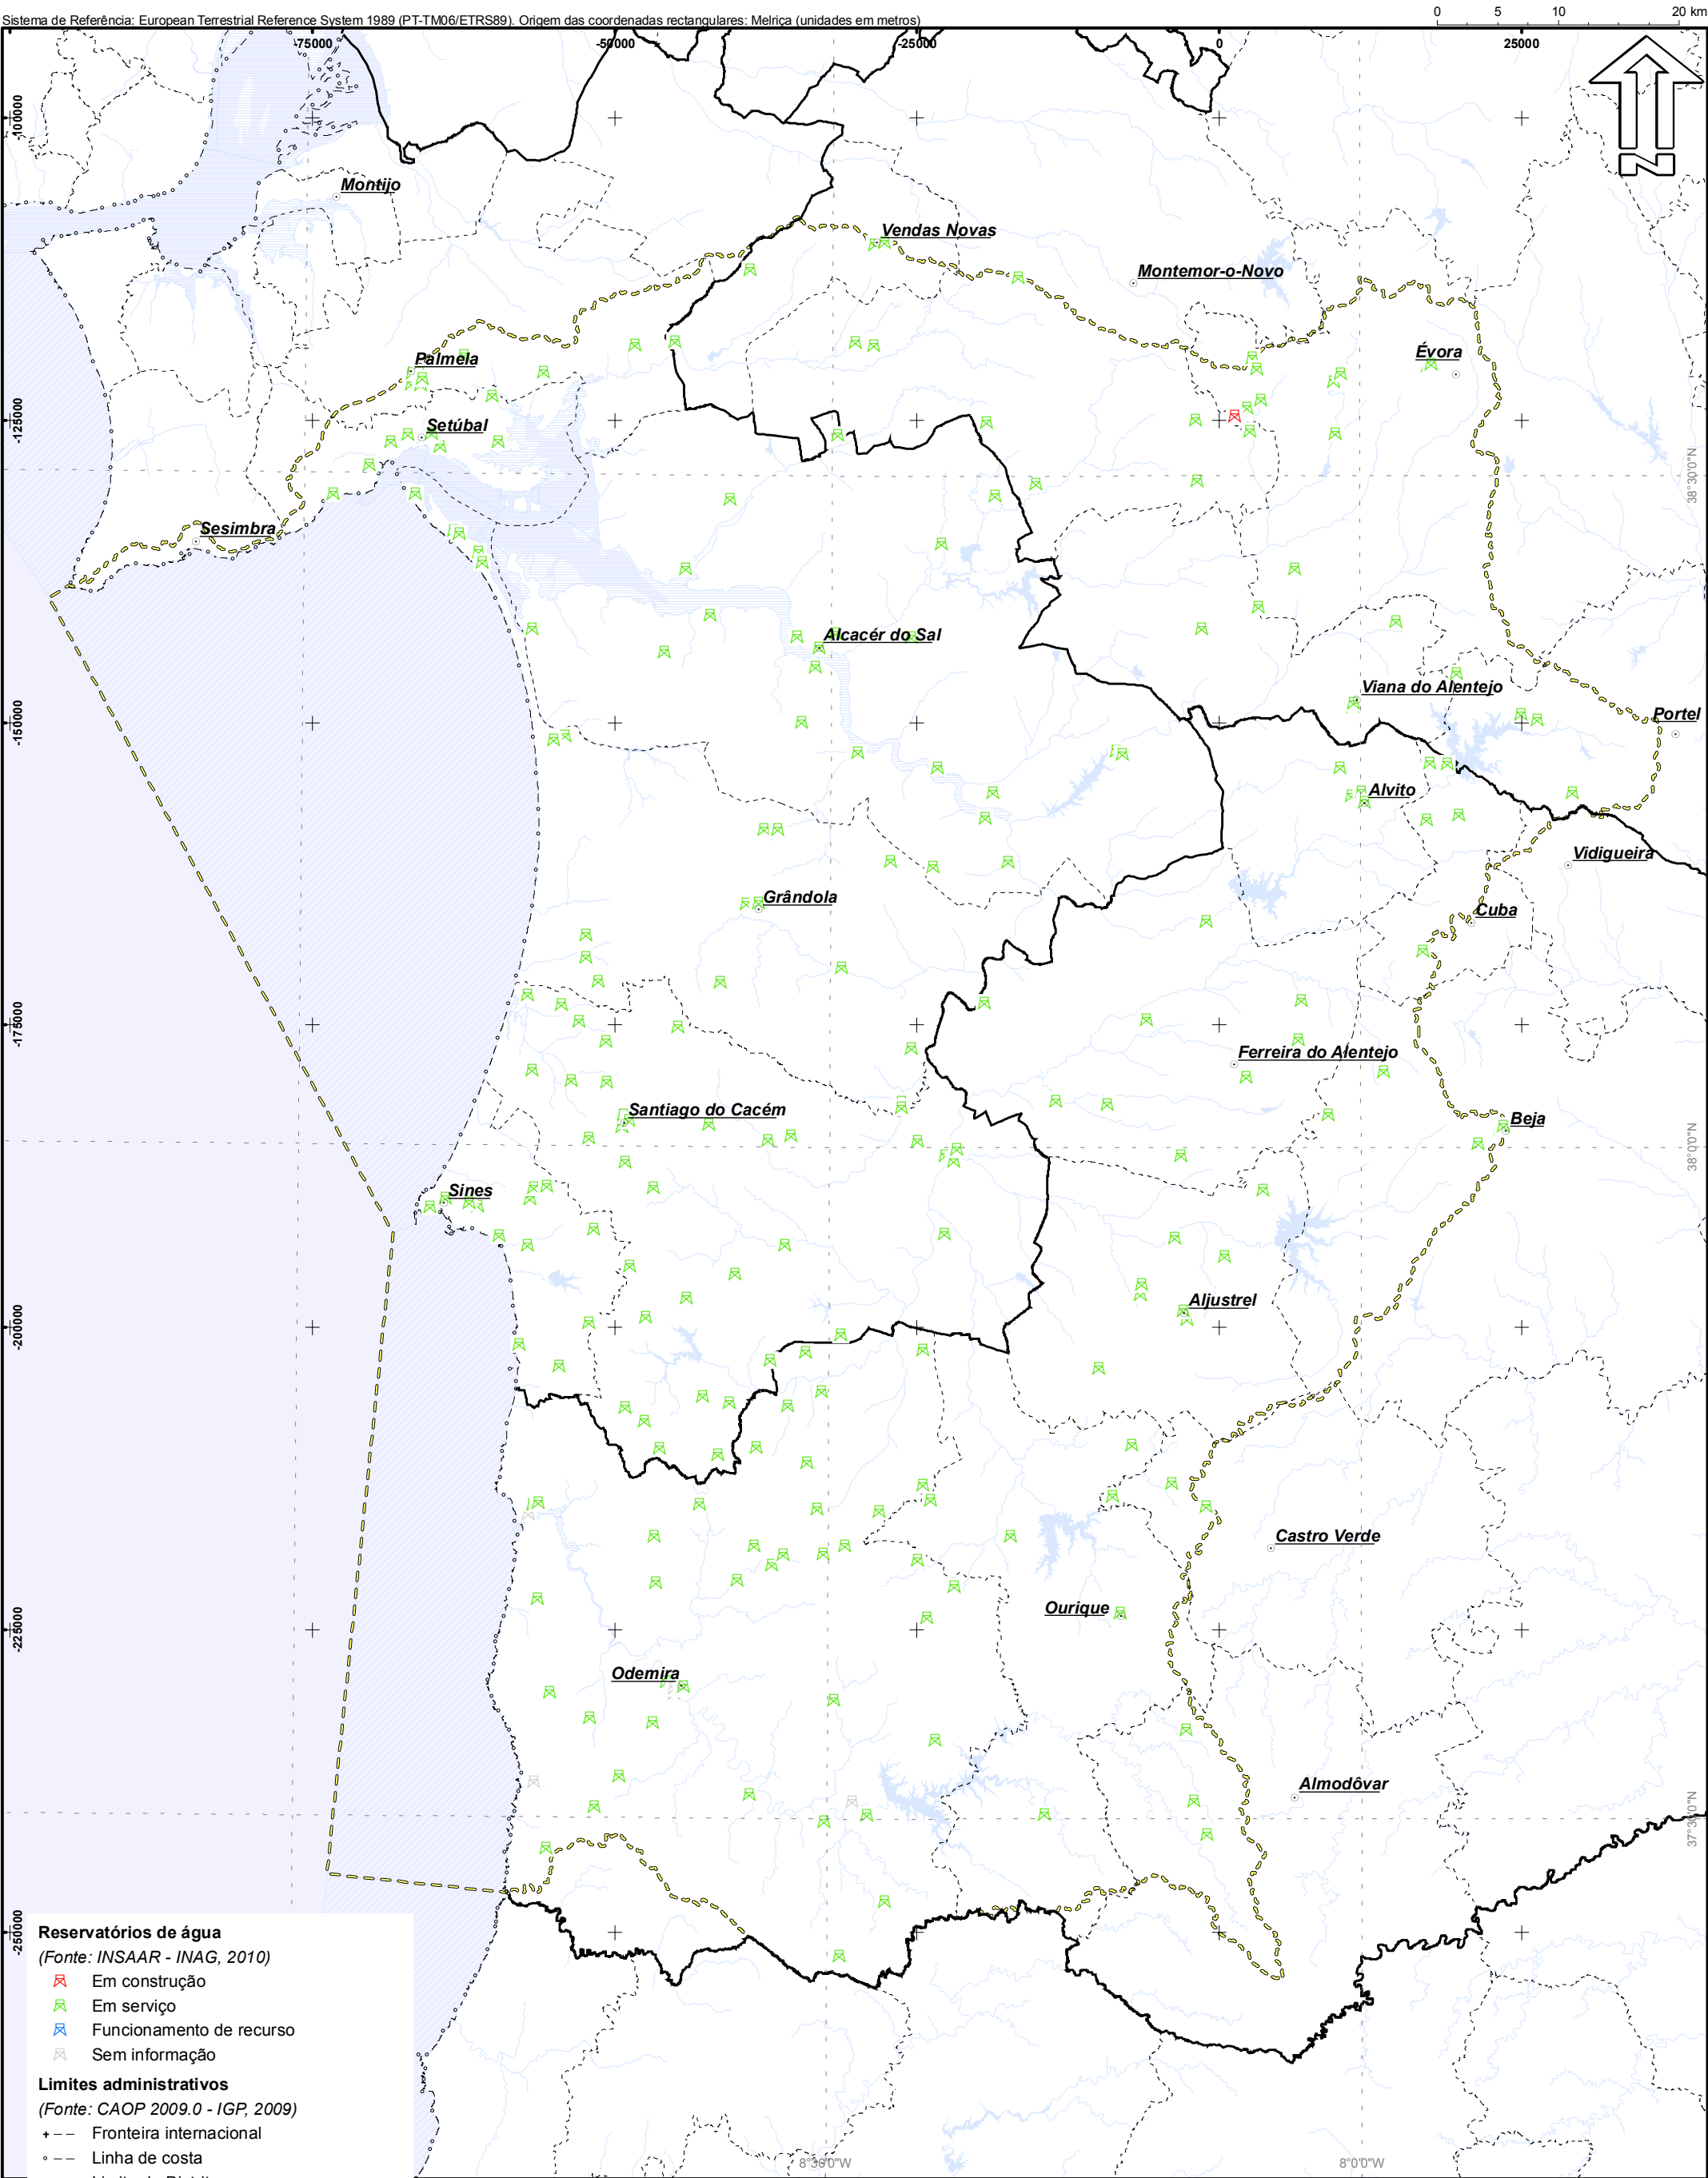 Sistema de Referência: European Terrestrial Reference System 1989 (PT-TM06/ETRS89). Origem das coordenadas rectangulares: Melriça (unidades em metros)
0 5 10 20 km
-75000 -50000 -25000 0 25000
-100000
-125000
-150000
-175000
-200000
-225000
-250000
Montijo
Vendas Novas
Montemor-o-Novo
Évora
Palmela
Setúbal
38°30'0"N
Sesimbra
Alcacér do Sal
Viana do Alentejo
Portel
Alvito
Vidigueira
Grândola
Cuba
Ferreira do Alentejo
Santiago do Cacém
Beja
38°0'0"N
Sines
Aljustrel
Castro Verde
Ourique
Odemira
Almodôvar
37°30'0"N
Reservatórios de água
(Fonte: INSAAR - INAG, 2010)
Em construção
Em serviço
Funcionamento de recurso
Sem informação
Limites administrativos
(Fonte: CAOP 2009.0 - IGP, 2009)
Fronteira internacional
Linha de costa
8°30'0"W
8°0'0"W
N